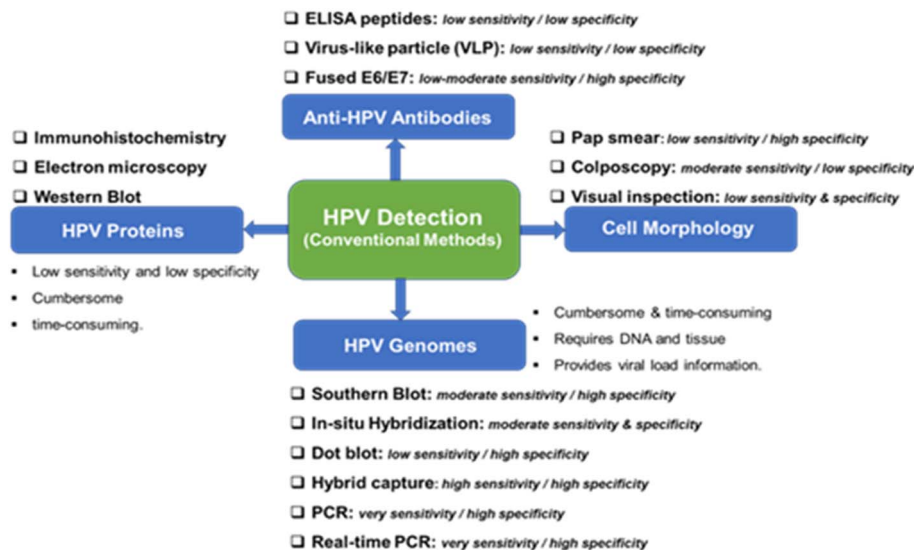 ❑ ELISA peptides: low sensitivity / low specificity
❑ Virus-like particle (VLP): low sensitivity / low specificity
❑ Fused E6/E7: low-moderate sensitivity / high specificity
Anti-HPV Antibodies
❑ Immunohistochemistry
❑ Electron microscopy
❑ Western Blot
HPV Proteins
▪ Low sensitivity and low specificity
▪ Cumbersome
▪ time-consuming.
HPV Detection
(Conventional Methods)
❑ Pap smear: low sensitivity / high specificity
❑ Colposcopy: moderate sensitivity / low specificity
❑ Visual inspection: low sensitivity & specificity
Cell Morphology
HPV Genomes
▪ Cumbersome & time-consuming
▪ Requires DNA and tissue
▪ Provides viral load information.
❑ Southern Blot: moderate sensitivity / high specificity
❑ In-situ Hybridization: moderate sensitivity & specificity
❑ Dot blot: low sensitivity / high specificity
❑ Hybrid capture: high sensitivity / high specificity
❑ PCR: very sensitivity / high specificity
❑ Real-time PCR: very sensitivity / high specificity